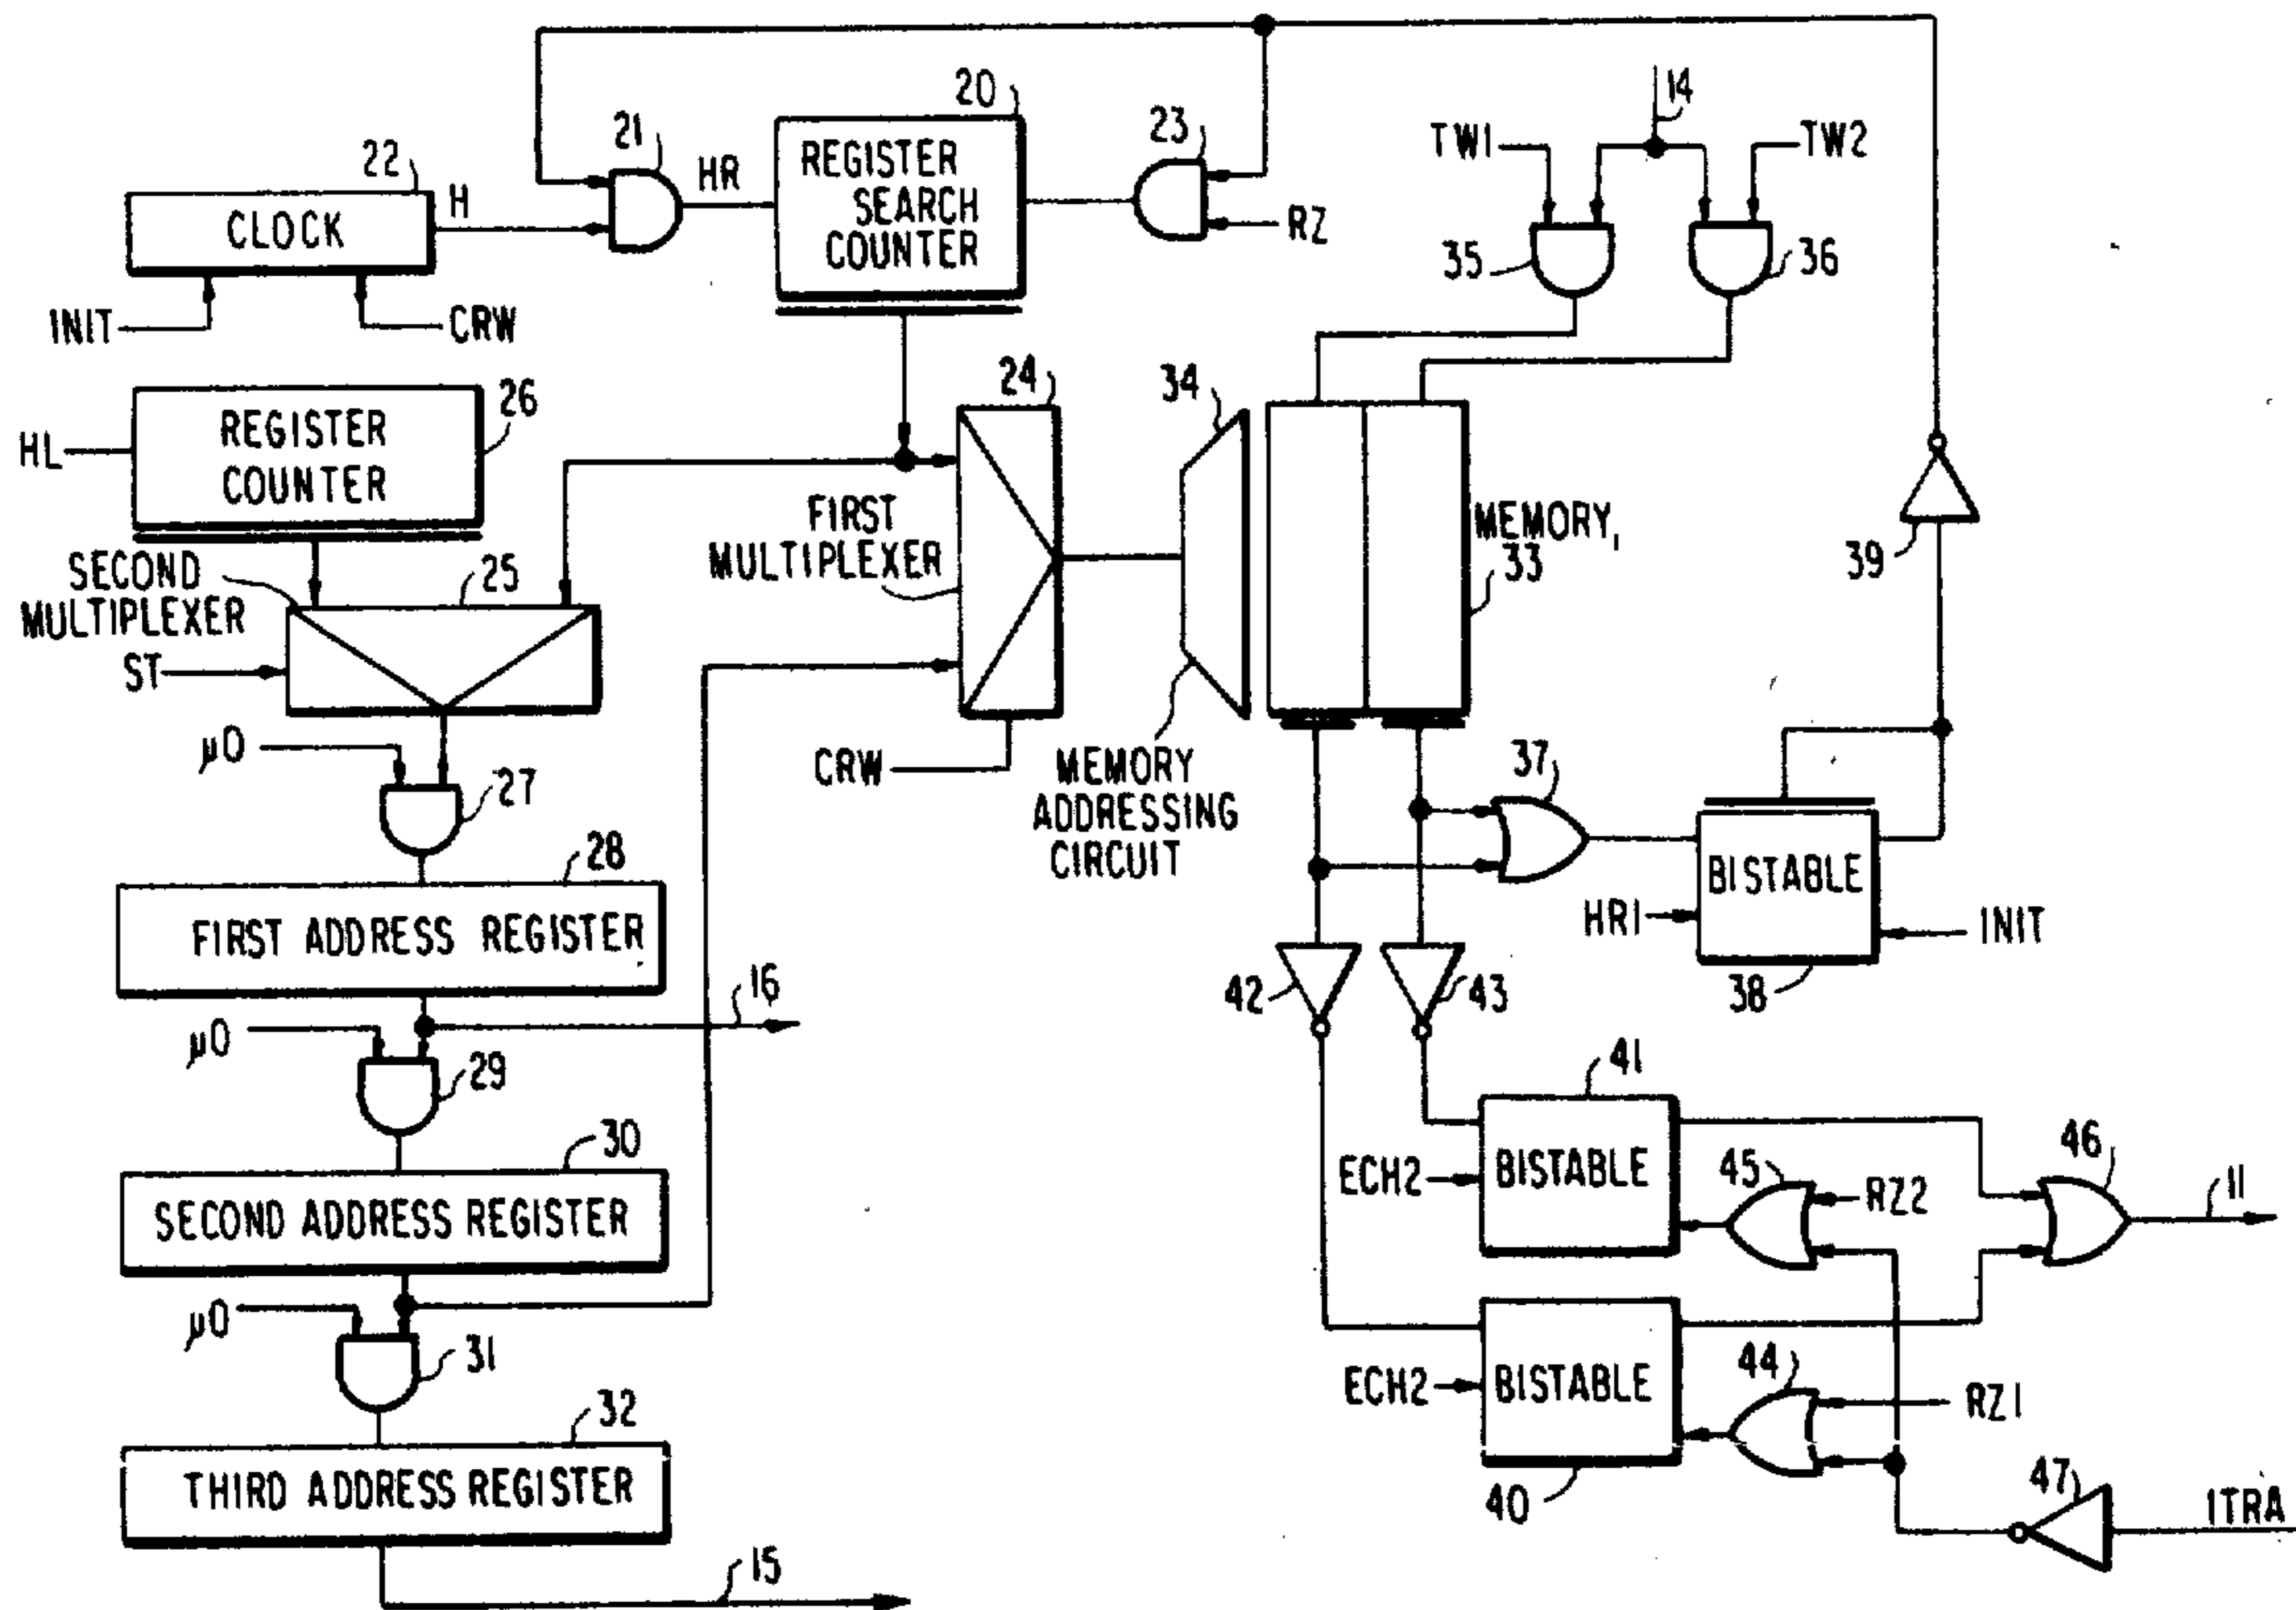 20
14
21
23
TW1
TW2
22
HR
REGISTER
SEARCH
COUNTER
H
CLOCK
RZ
35
36
INIT
CRW
24
34
26
REGISTER
COUNTER
HL
FIRST
MULTIPLEXER
MEMORY
33
39
SECOND
MULTIPLEXER
25
ST
μ0
CRW
MEMORY
ADDRESSING
CIRCUIT
37
27
28
BISTABLE
FIRST ADDRESS REGISTER
HR1
INIT
16
42
43
38
μ0
29
41
30
46
BISTABLE
45
ECH2
RZ2
11
SECOND ADDRESS REGISTER
μ0
31
44
BISTABLE
ECH2
RZ1
32
THIRD ADDRESS REGISTER
40
47
ITRA
15